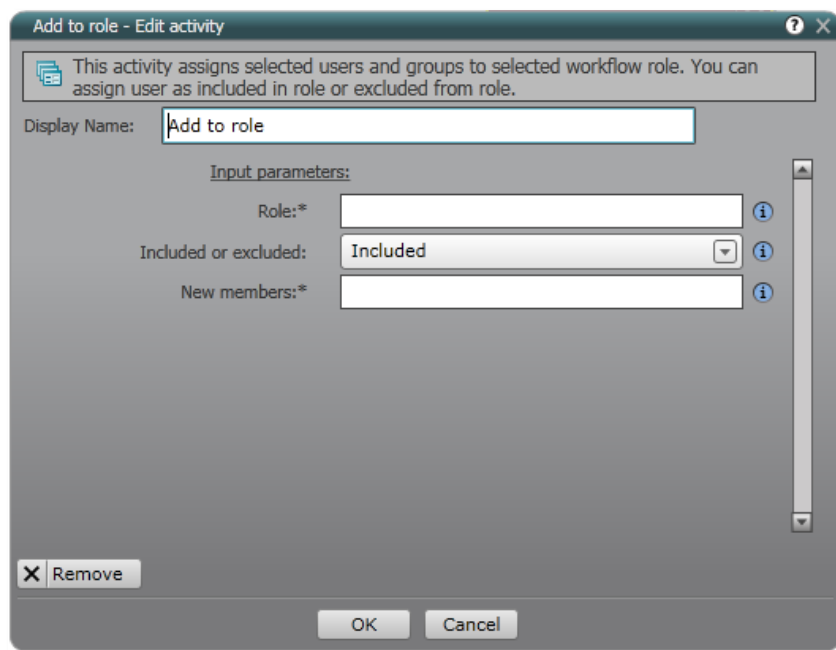 Add to role - Edit activity
This activity assigns selected users and groups to selected workflow role. You can
assign user as included in role or excluded from role.
Display Name: Add to role
Input parameters:
Role:*
Included or excluded: Included
New members:*
Remove
OK Cancel